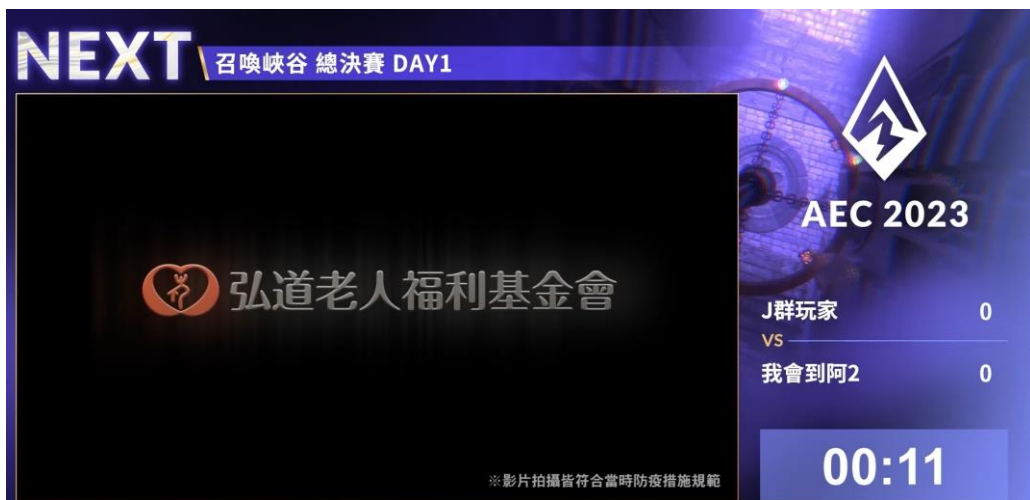 NEXT
召喚峽谷 總決賽 DAY1
弘道老人福利基金會
※影片拍攝皆符合當時防疫措施規範
AEC 2023
J群玩家 0
VS
我會到阿2 0
00:11